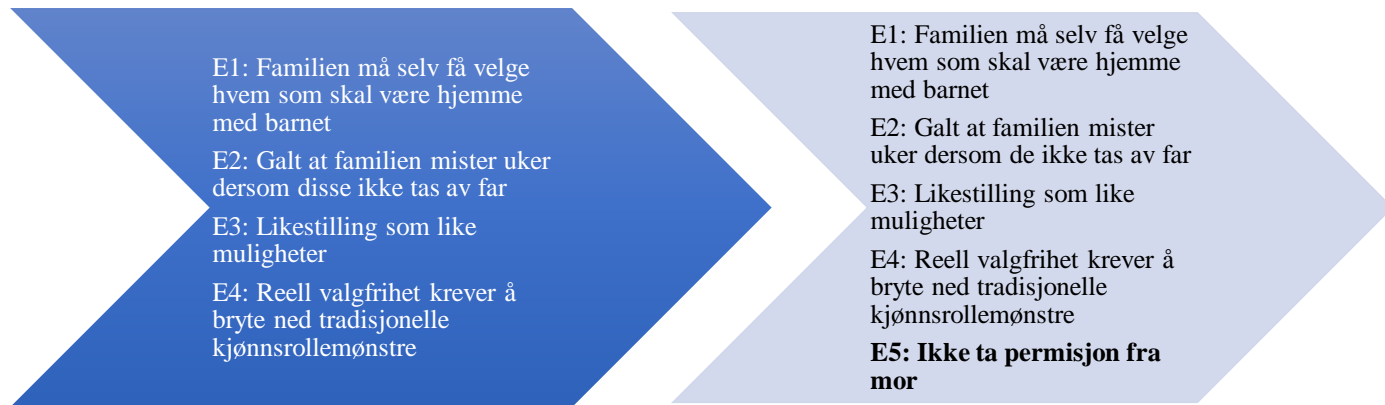 E1: Familien må selv få velge
hvem som skal være hjemme
med barnet
E2: Galt at familien mister uker
dersom disse ikke tas av far
E3: Likestilling som like
muligheter
E4: Reell valgfrihet krever å
bryte ned tradisjonelle
kjønnsrollemønstre
E1: Familien må selv få velge
hvem som skal være hjemme
med barnet
E2: Galt at familien mister
uker dersom de ikke tas av far
E3: Likestilling som like
muligheter
E4: Reell valgfrihet krever å
bryte ned tradisjonelle
kjønnsrollemønstre
E5: Ikke ta permisjon fra
mor